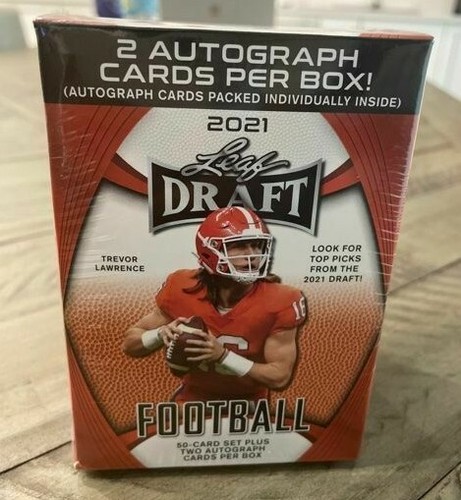 2 AUTOGRAPH
CARDS PER BOX!
(AUTOGRAPH CARDS PACKED INDIVIDUALLY INSIDE)
2021
Leaf
DRAFT
TREVOR
LAWRENCE
LOOK FOR
TOP PICKS
FROM THE
2021 DRAFT!
16
16
FOOTBALL
50-CARD SET PLUS
TWO AUTOGRAPH
CARDS PER BOX